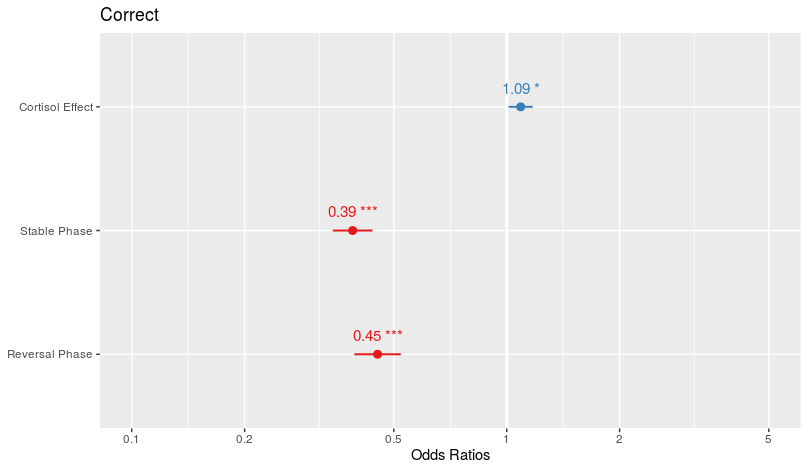 Correct
1.09 *
Cortisol Effect
0.39 ***
Stable Phase
0.45 ***
Reversal Phase
0.1 0.2 0.5 1 2 5
Odds Ratios